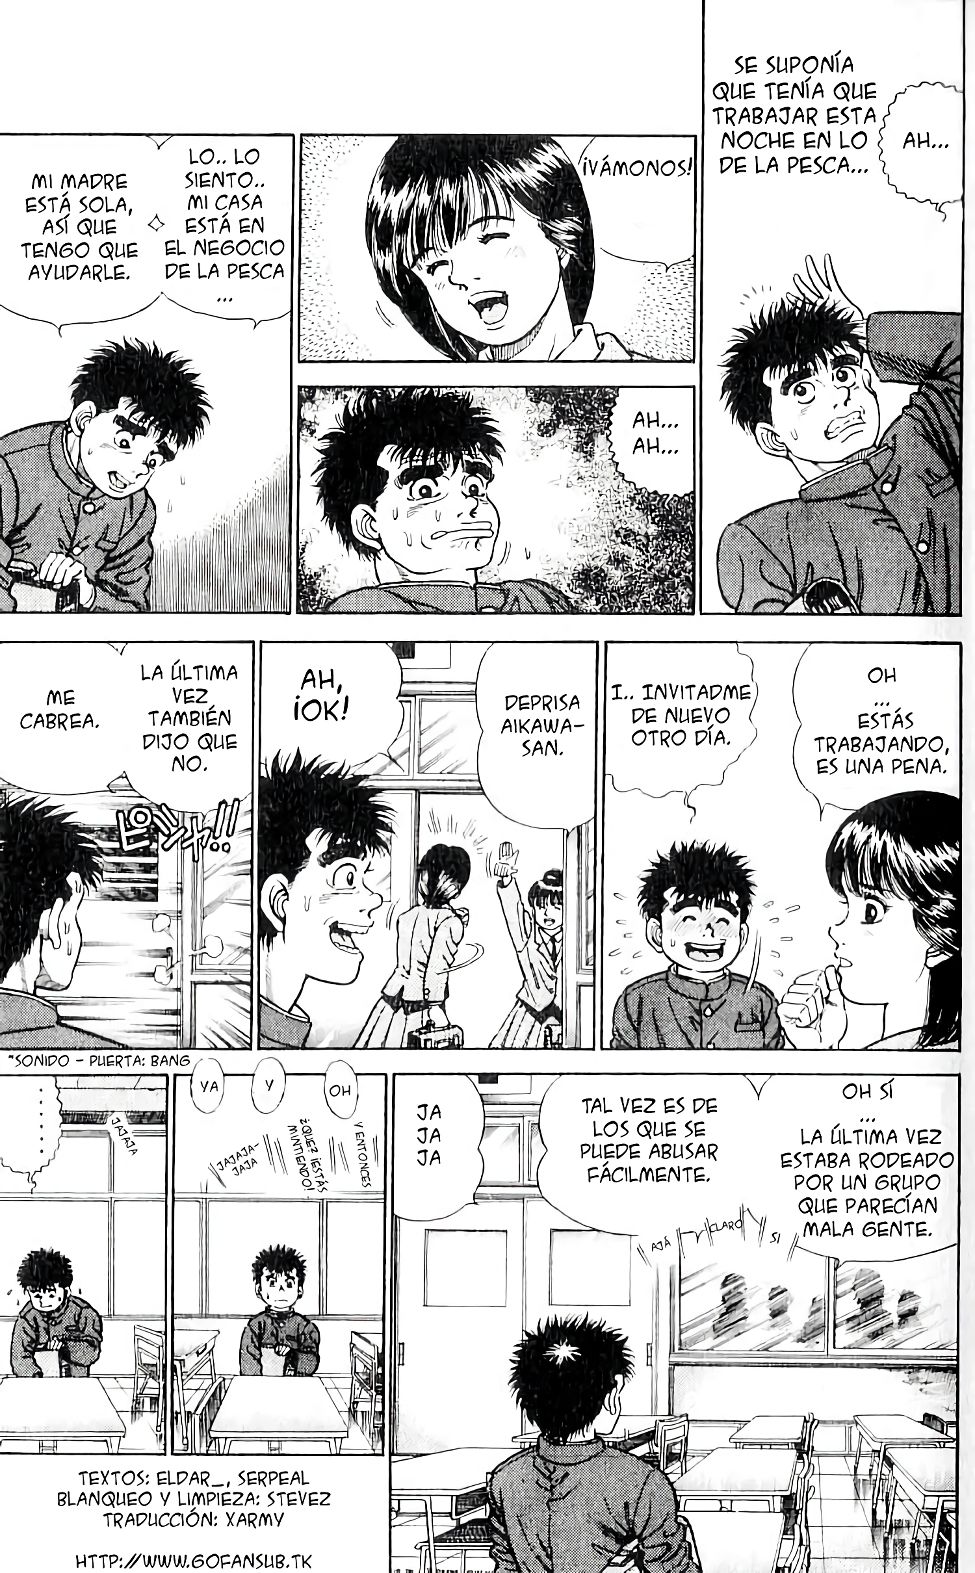 AH...
SE SUPONÍA
QUE TENÍA QUE
TRABAJAR ESTA
NOCHE EN LO
DE LA PESCA...
¡VÁMONOS!
AH...
AH...
LO.. LO
SIENTO..
MI CASA
ESTÁ EN
EL NEGOCIO
DE LA PESCA
...
MI MADRE
ESTÁ SOLA,
ASÍ QUE
TENGO QUE
AYUDARLE.
OH
...
ESTÁS
TRABAJANDO,
ES UNA PENA.
I.. INVITADME
DE NUEVO
OTRO DÍA.
DEPRISA
AIKAWA-
SAN.
AH,
¡OK!
LA ÚLTIMA
VEZ
TAMBIÉN
DIJO QUE
NO.
ME
CABREA.
ピシャ!!
*SONIDO - PUERTA: BANG
OH SÍ
...
LA ÚLTIMA VEZ
ESTABA RODEADO
POR UN GRUPO
QUE PARECÍAN
MALA GENTE.
TAL VEZ ES DE
LOS QUE SE
PUEDE ABUSAR
FÁCILMENTE.
JA
JA
JA
AJÁ
CLARO
SI
OH
Y
YA
Y ENTONCES
¿QUEZ ¡ESTÁS
MINTIENDO!
JAJAJA-
JAJA
JAJAJA
......
TEXTOS: ELDAR_, SERPEAL
BLANQUEO Y LIMPIEZA: STEVEZ
TRADUCCIÓN: XARMY
HTTP://WWW.GOFANSUB.TK